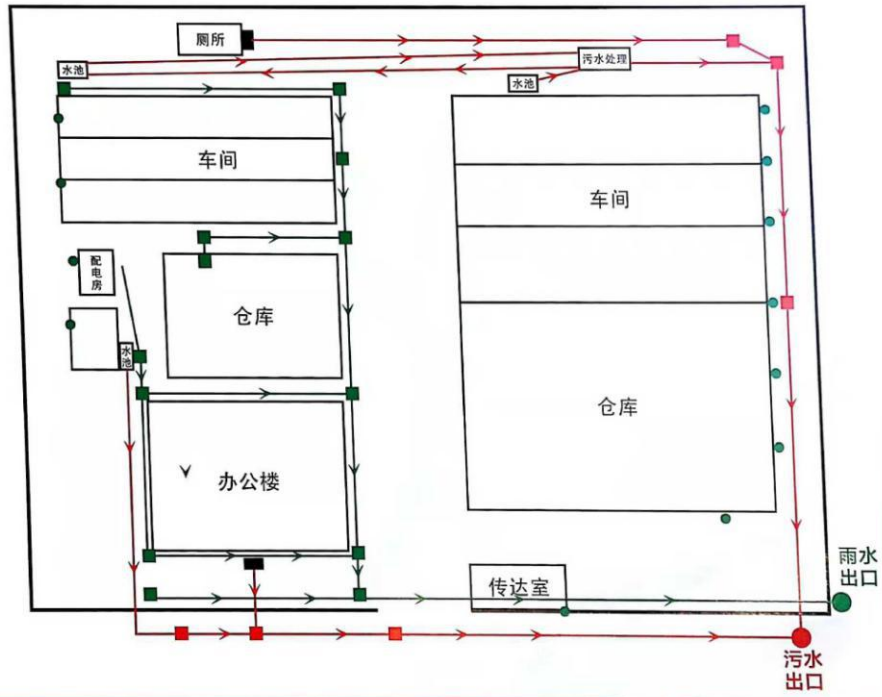 厕所
水池
污水处理
水池
车间
车间
配电房
仓库
水池
仓库
办公楼
传达室
雨水
出口
污水
出口